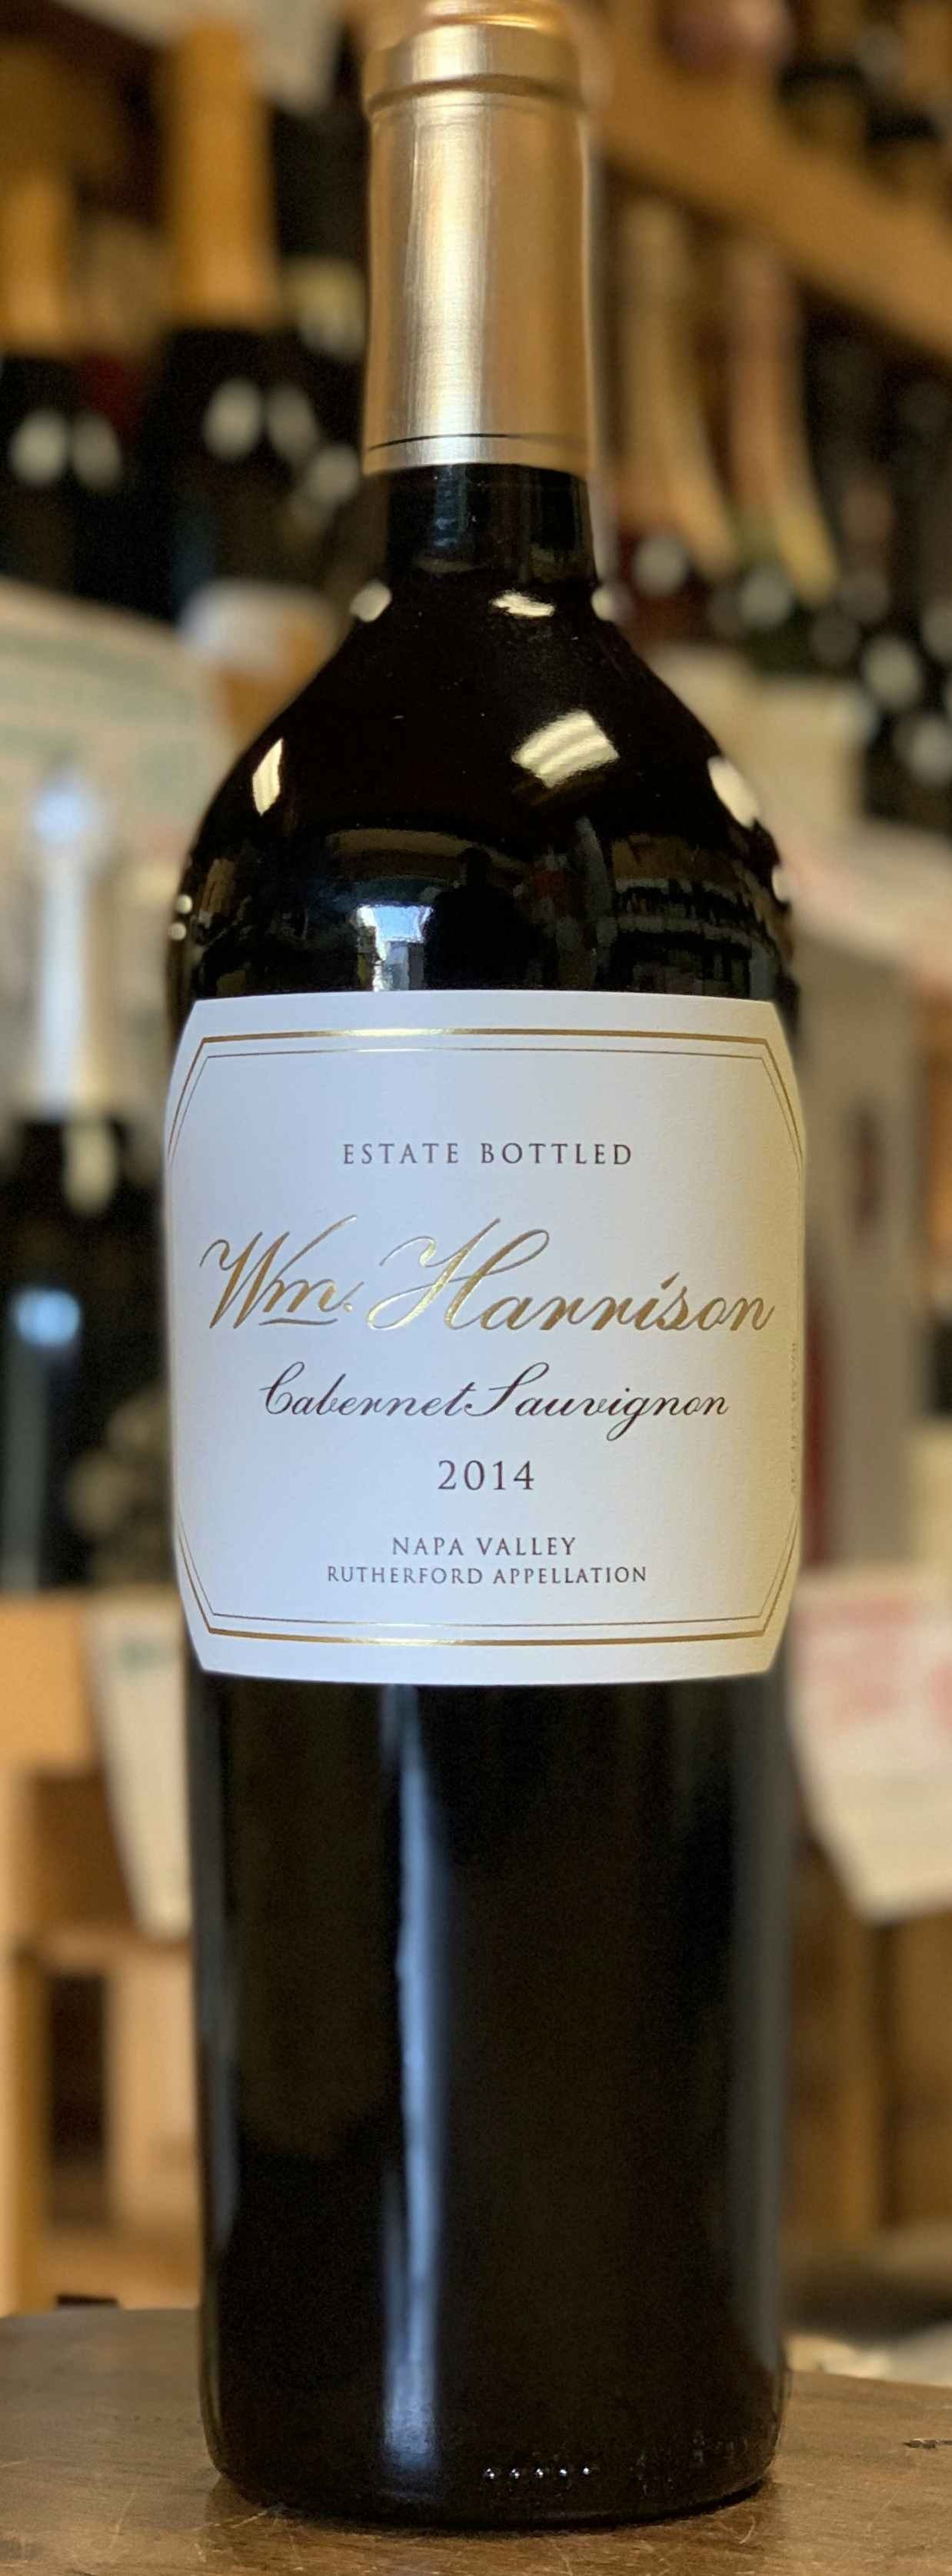 ESTATE BOTTLED
Wm. Harrison
Cabernet Sauvignon
2014
NAPA VALLEY
RUTHERFORD APPELLATION